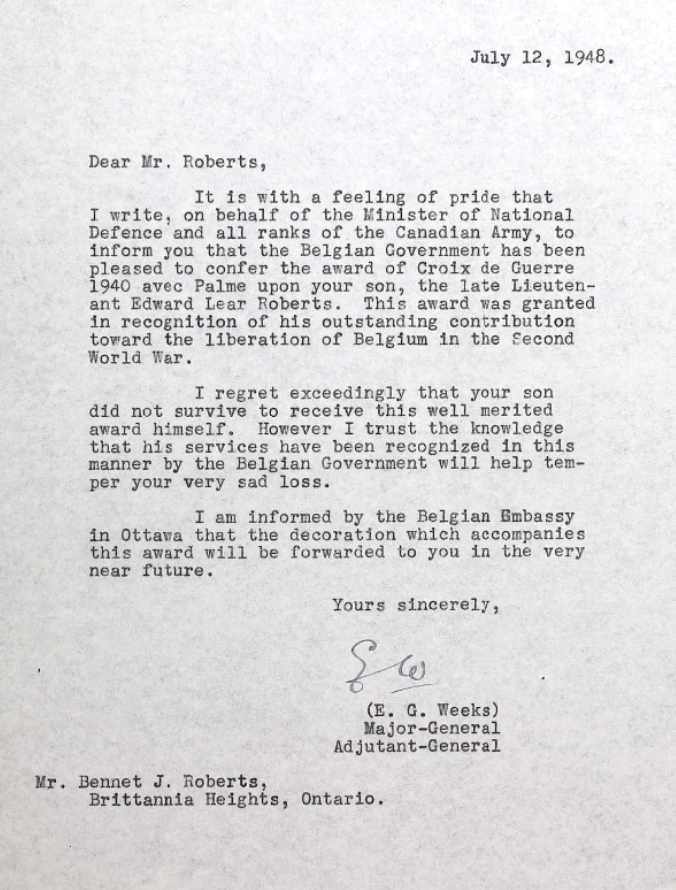 July 12, 1948.
Dear Mr. Roberts,
It is with a feeling of pride that
I write, on behalf of the Minister of National
Defence and all ranks of the Canadian Army, to
inform you that the Belgian Government has been
pleased to confer the award of Croix de Guerre
1940 avec Palme upon your son, the late Lieuten-
ant Edward Lear Roberts. This award was granted
in recognition of his outstanding contribution
toward the liberation of Belgium in the Second
World War.
I regret exceedingly that your son
did not survive to receive this well merited
award himself. However I trust the knowledge
that his services have been recognized in this
manner by the Belgian Government will help tem-
per your very sad loss.
I am informed by the Belgian Embassy
in Ottawa that the decoration which accompanies
this award will be forwarded to you in the very
near future.
Yours sincerely,
(E. G. Weeks)
Major-General
Adjutant-General
Mr. Bennet J. Roberts,
Brittannia Heights, Ontario.